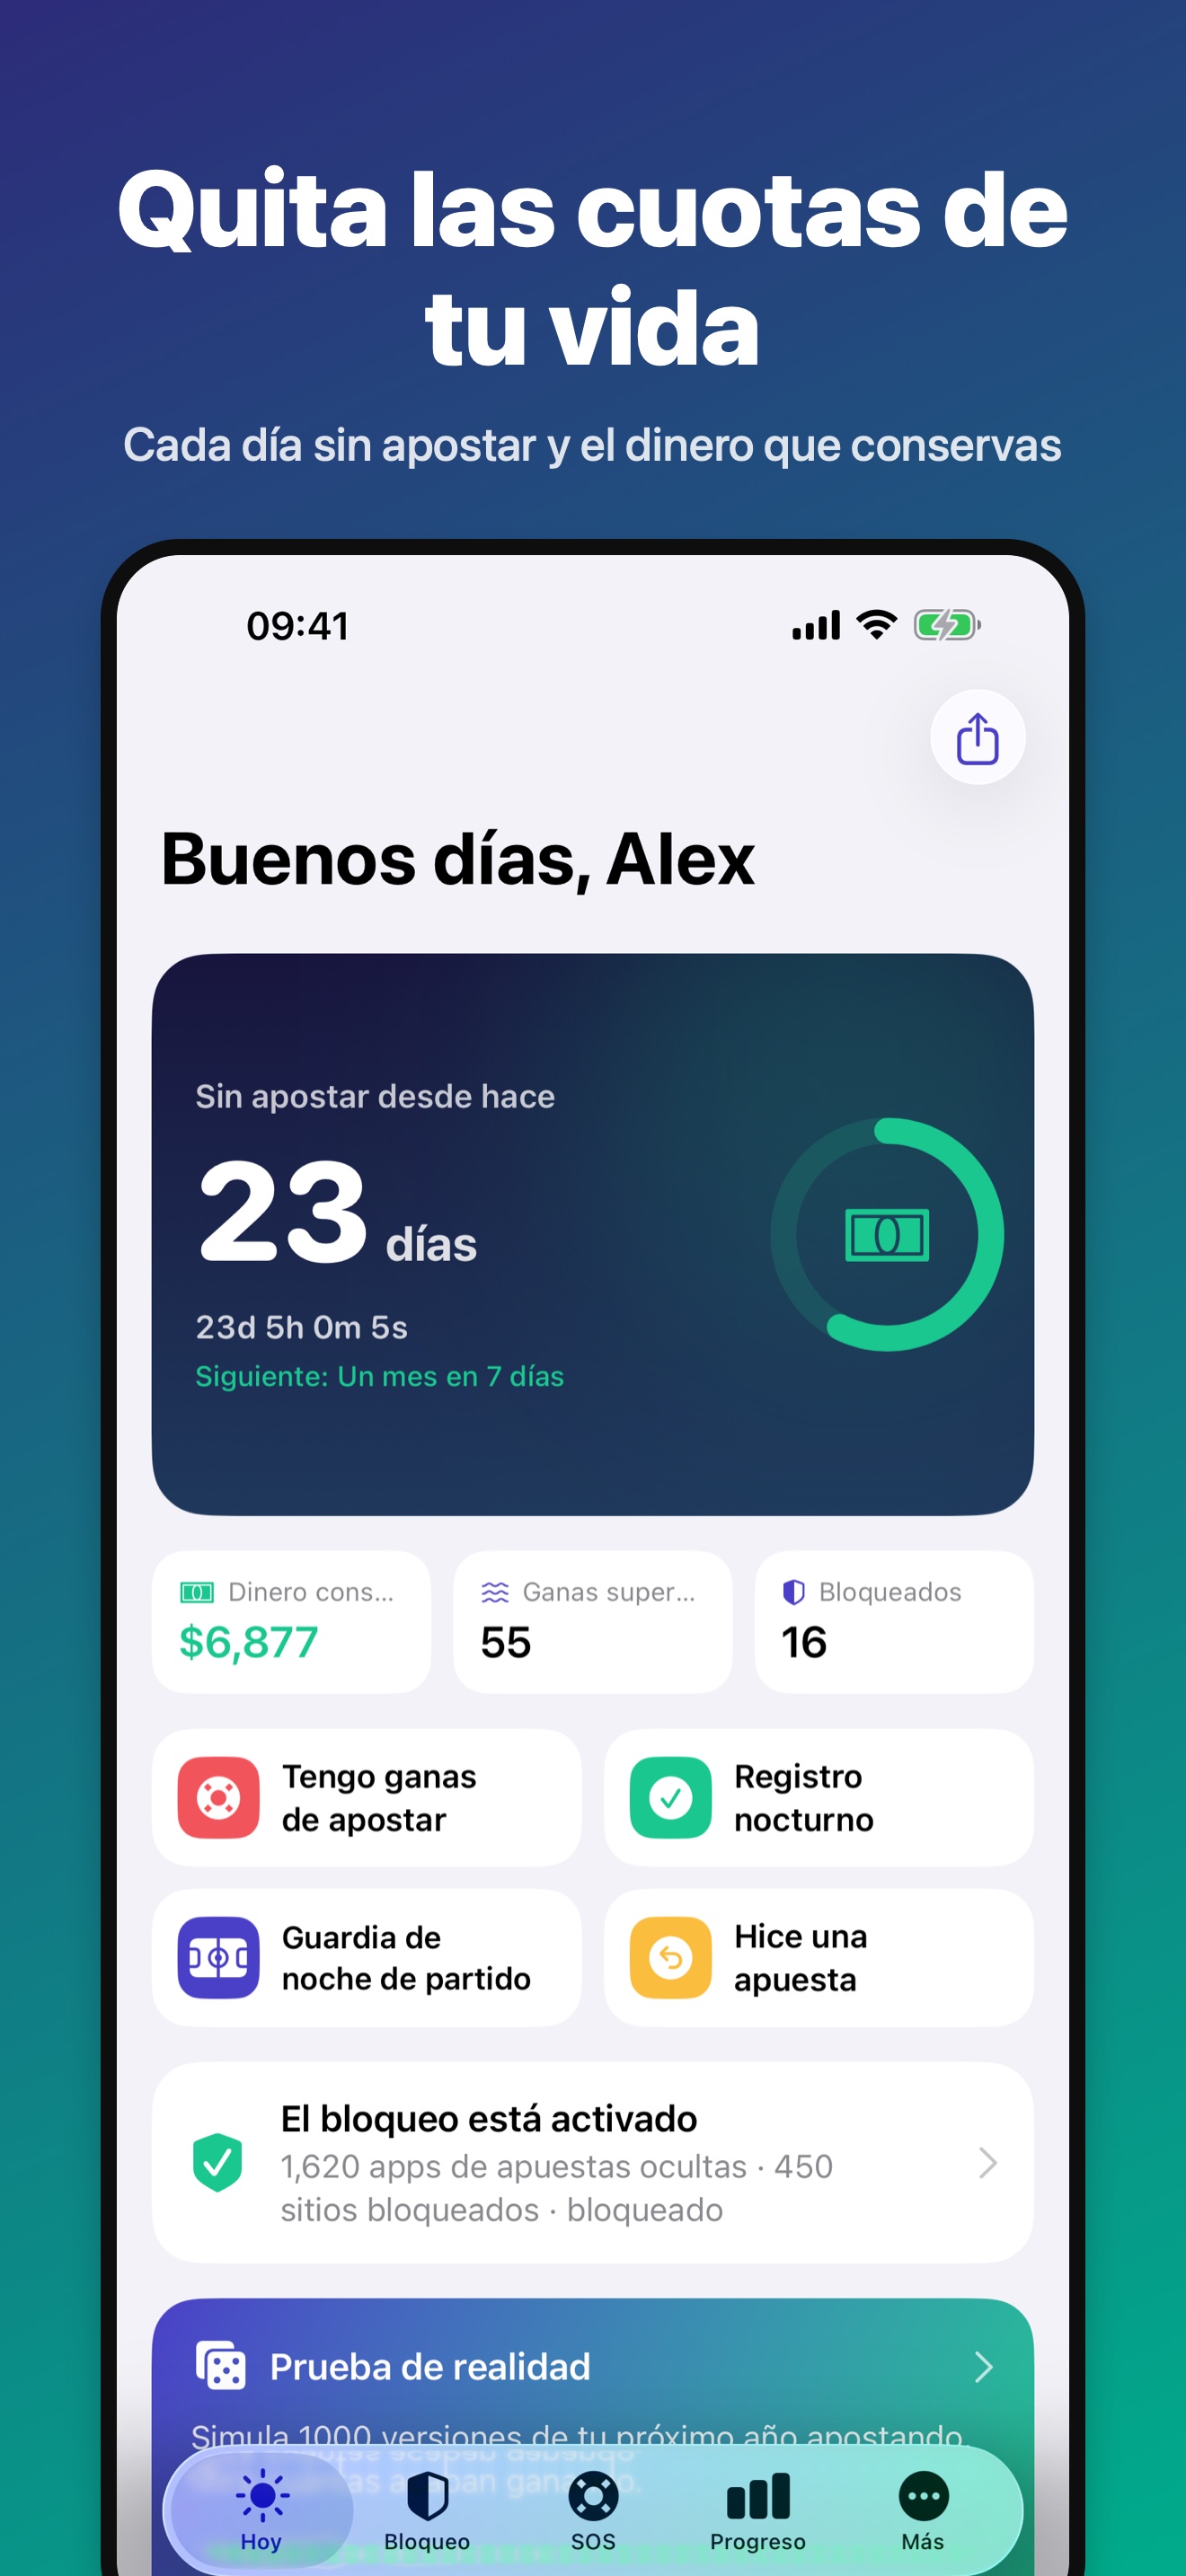 Quita las cuotas de
tu vida
Cada día sin apostar y el dinero que conservas
09:41
Buenos días, Alex
Sin apostar desde hace
23 días
23d 5h 0m 5s
Siguiente: Un mes en 7 días
Dinero cons...
$6,877
Ganas super...
55
Bloqueados
16
Tengo ganas
de apostar
Registro
nocturno
Guardia de
noche de partido
Hice una
apuesta
El bloqueo está activado
1,620 apps de apuestas ocultas · 450
sitios bloqueados · bloqueado
Prueba de realidad
Simula 1000 versiones de tu próximo año apostando.
Hoy
Bloqueo
SOS
Progreso
Más